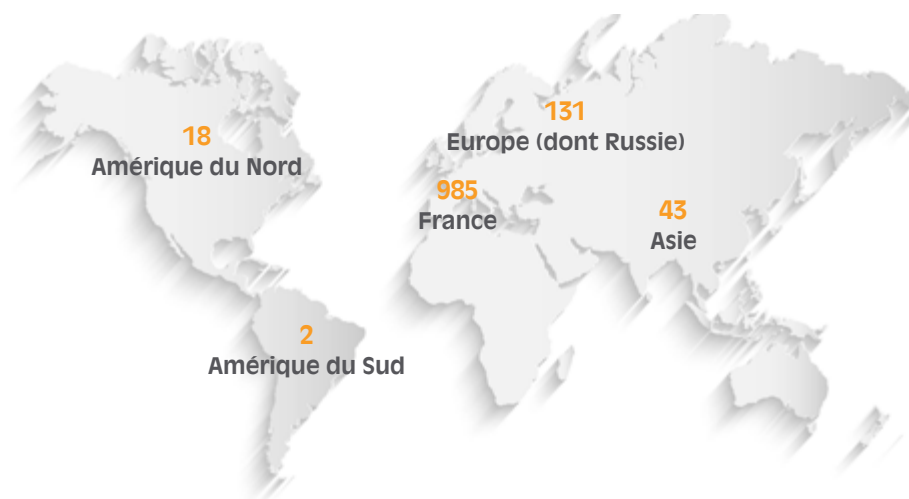 131
Europe (dont Russie)
18
Amérique du Nord
985
France
43
Asie
2
Amérique du Sud